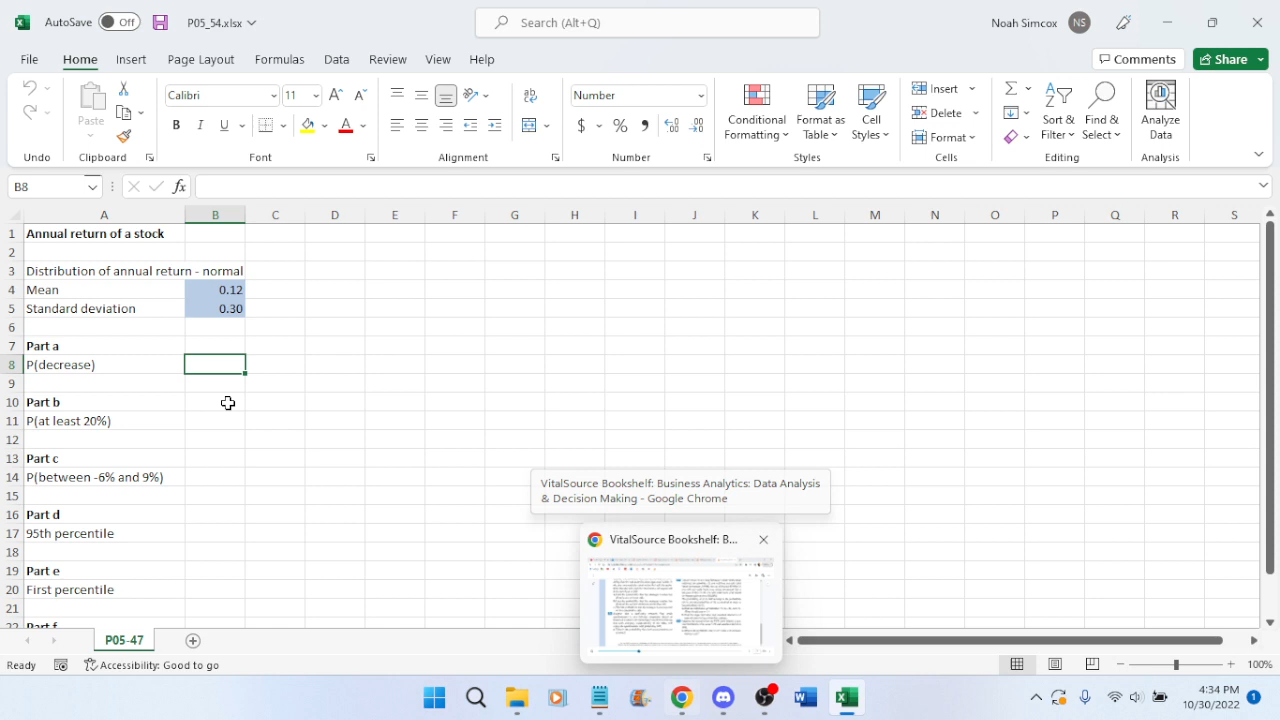 AutoSave Off P05_54.xlsx Search (Alt+Q) Noah Simcox NS
File Home Insert Page Layout Formulas Data Review View Help Comments Share
Calibri 11 Number Insert Delete Format
Paste Conditional Formatting Format as Table Cell Styles Sort & Filter Find & Select Analyze Data
Undo Clipboard Font Alignment Number Styles Cells Editing Analysis
B8 fx
A B C D E F G H I J K L M N O P Q R S
1 Annual return of a stock
2
3 Distribution of annual return - normal
4 Mean 0.12
5 Standard deviation 0.30
6
7 Part a
8 P(decrease)
9
10 Part b
11 P(at least 20%)
12
13 Part c
14 P(between -6% and 9%)
15
16 Part d
17 95th percentile
18
Part e
percentile
21
VitalSource Bookshelf: Business Analytics: Data Analysis
& Decision Making - Google Chrome
VitalSource Bookshelf: B...
P05-47
Ready Accessibility: Good to go 100%
4:34 PM
10/30/2022 1